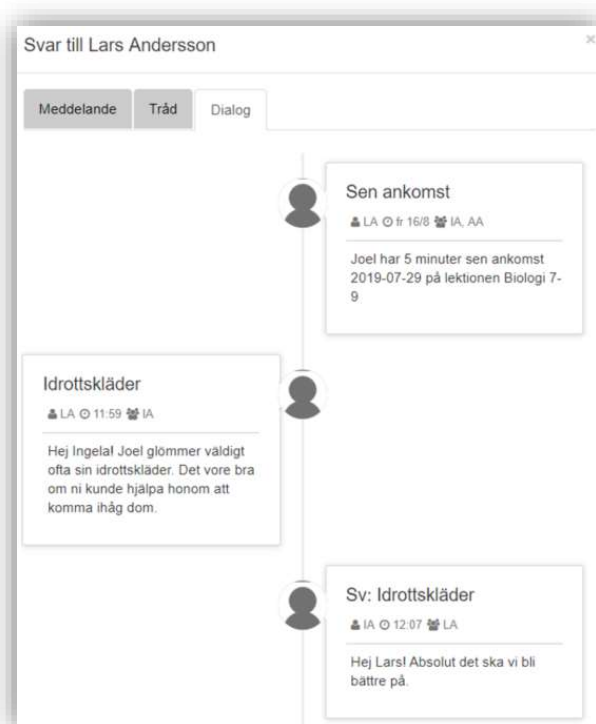 Svar till Lars Andersson
×
Meddelande Tråd Dialog
Sen ankomst
LA fr 16/8 IA, AA
Joel har 5 minuter sen ankomst
2019-07-29 på lektionen Biologi 7-
9
Idrottskläder
LA 11:59 IA
Hej Ingela! Joel glömmer väldigt
ofta sin idrottskläder. Det vore bra
om ni kunde hjälpa honom att
komma ihåg dom.
Sv: Idrottskläder
IA 12:07 LA
Hej Lars! Absolut det ska vi bli
bättre på.